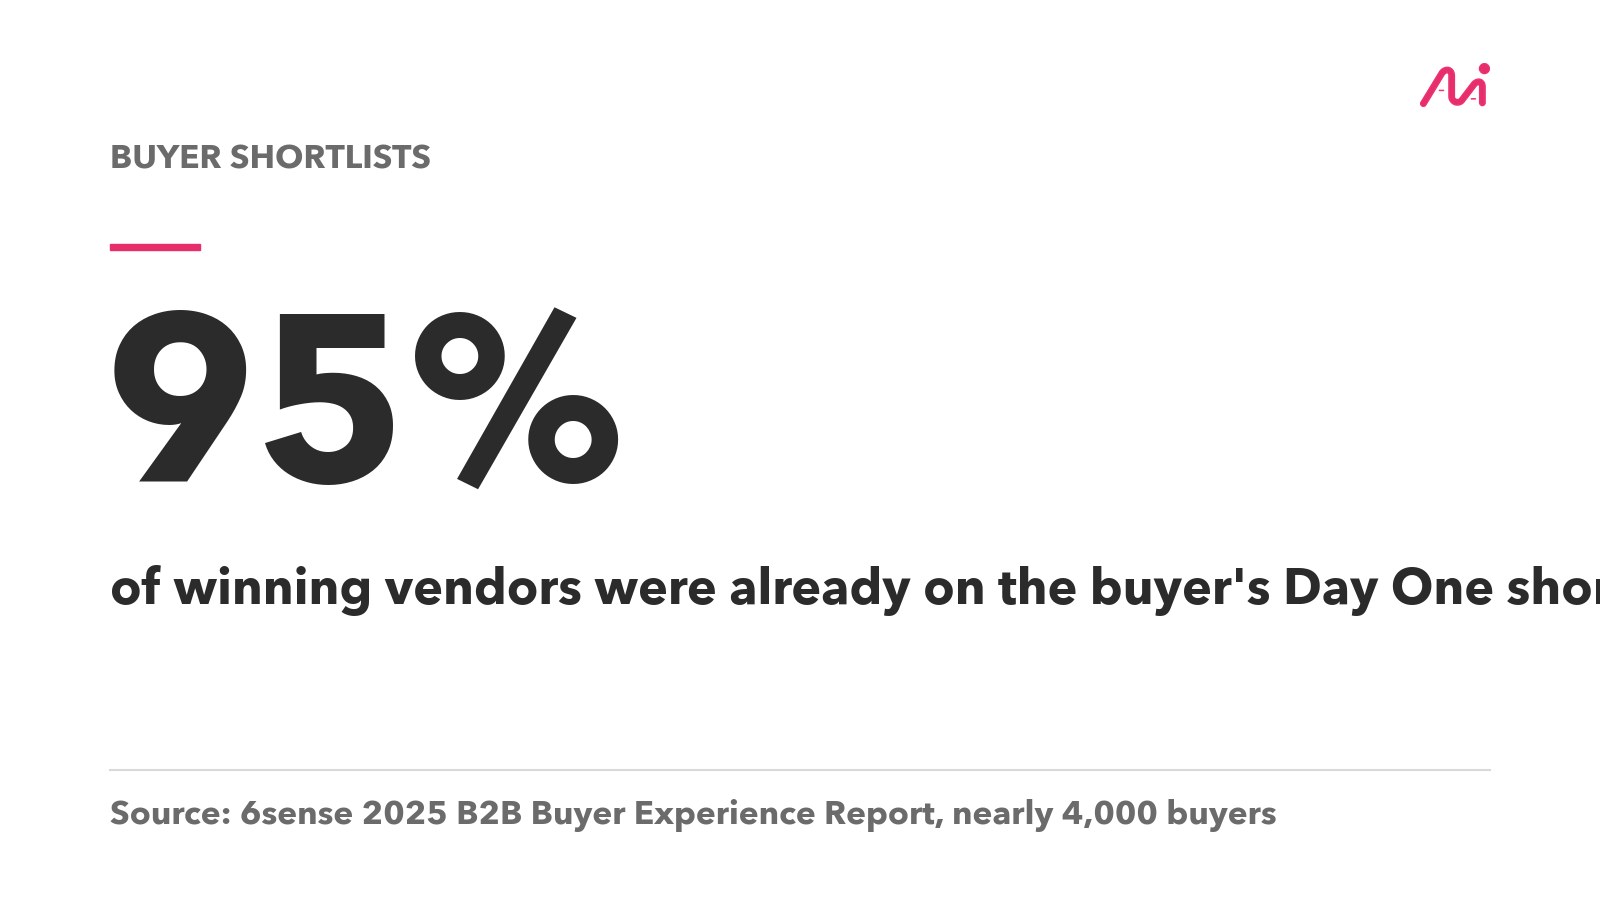 BUYER SHORTLISTS
95%
of winning vendors were already on the buyer's Day One
Source: 6sense 2025 B2B Buyer Experience Report, nearly 4,000 buyers